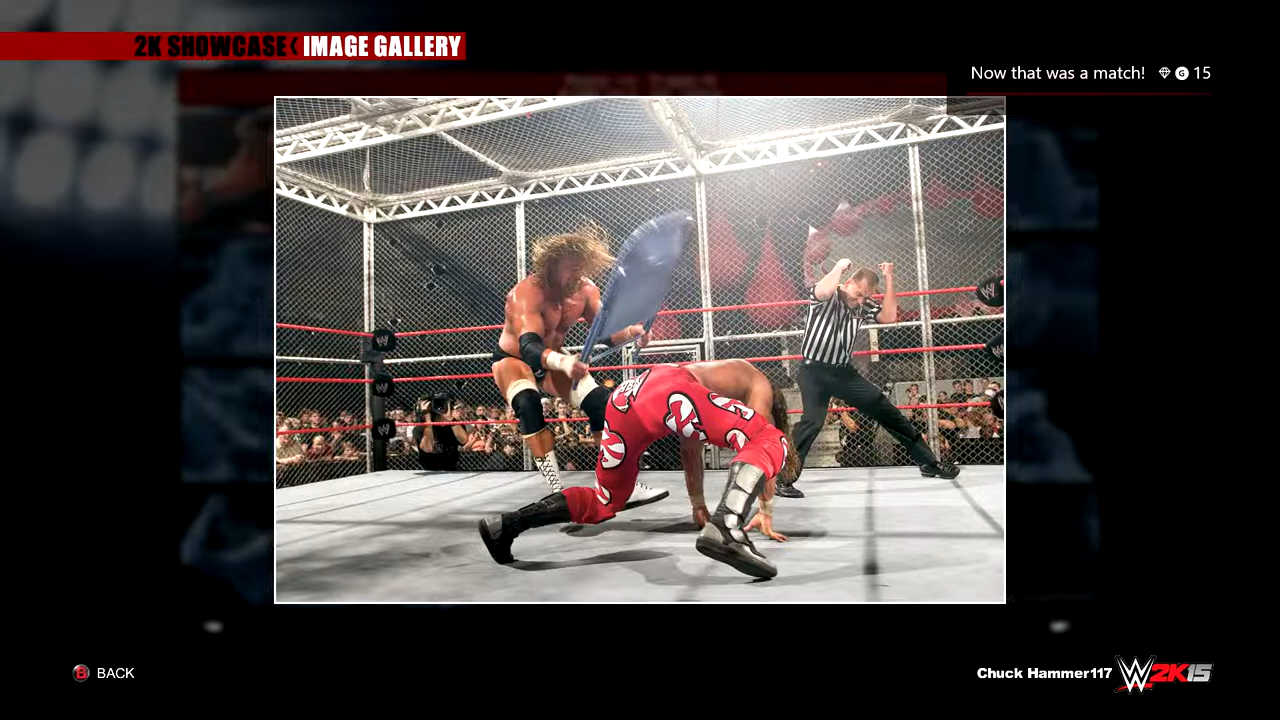 2K SHOWCASE ‹ IMAGE GALLERY
Now that was a match! G 15
W
W
W
W
W
B BACK
Chuck Hammer117 W 2K15